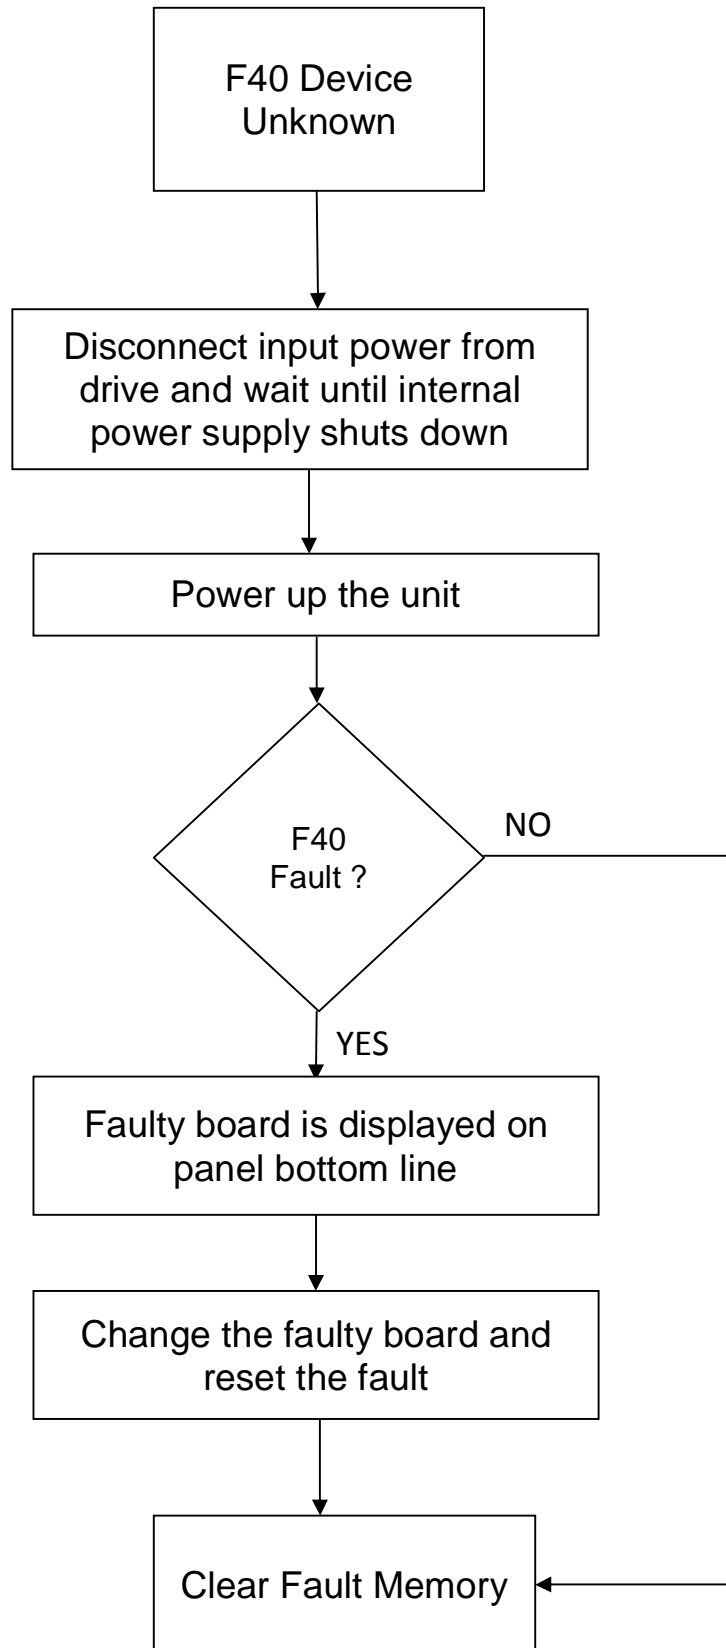 F40 Device
Unknown
Disconnect input power from
drive and wait until internal
power supply shuts down
Power up the unit
F40
Fault ?
NO
YES
Faulty board is displayed on
panel bottom line
Change the faulty board and
reset the fault
Clear Fault Memory